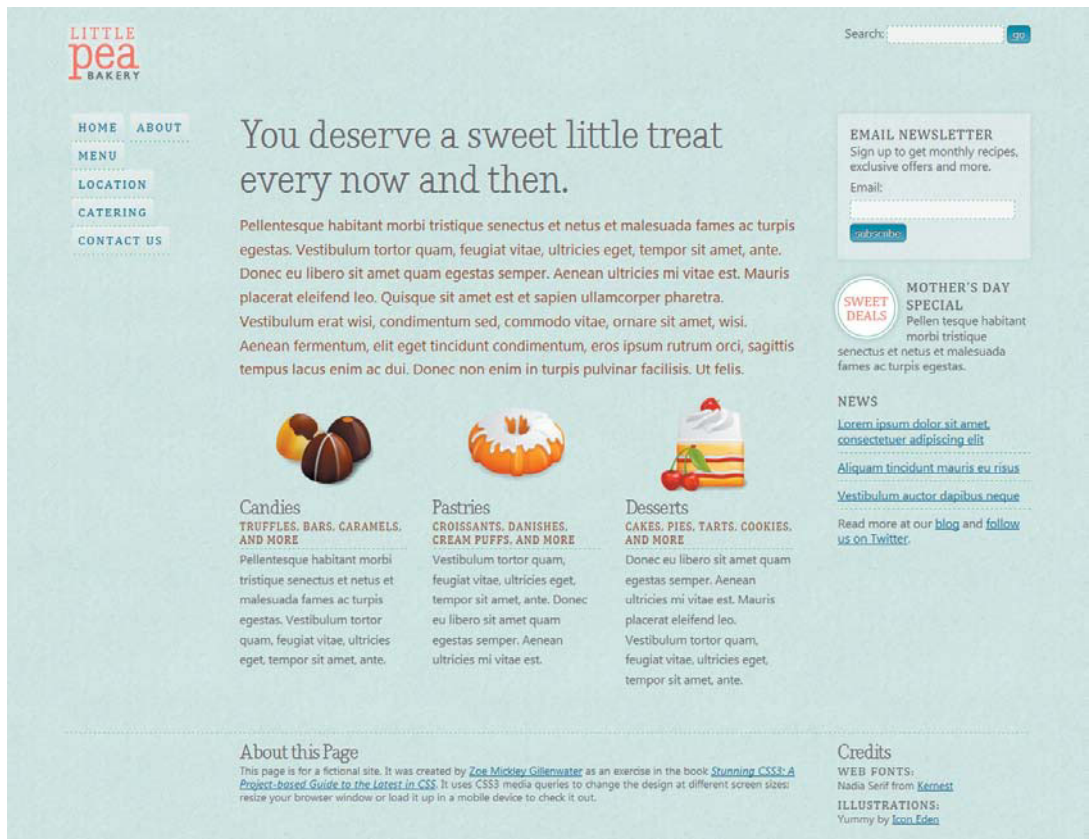 LITTLE
pea
BAKERY
Search:
go
HOME ABOUT
MENU
LOCATION
CATERING
CONTACT US
You deserve a sweet little treat
every now and then.
Pellentesque habitant morbi tristique senectus et netus et malesuada fames ac turpis
egestas. Vestibulum tortor quam, feugiat vitae, ultricies eget, tempor sit amet, ante.
Donec eu libero sit amet quam egestas semper. Aenean ultricies mi vitae est. Mauris
placerat eleifend leo. Quisque sit amet est et sapien ullamcorper pharetra.
Vestibulum erat wisi, condimentum sed, commodo vitae, ornare sit amet, wisi.
Aenean fermentum, elit eget tincidunt condimentum, eros ipsum rutrum orci, sagittis
tempus lacus enim ac dui. Donec non enim in turpis pulvinar facilisis. Ut felis.
Candies
TRUFFLES, BARS, CARAMELS,
AND MORE
Pellentesque habitant morbi
tristique senectus et netus et
malesuada fames ac turpis
egestas. Vestibulum tortor
quam, feugiat vitae, ultricies
eget, tempor sit amet, ante.
Pastries
CROISSANTS, DANISHES,
CREAM PUFFS, AND MORE
Vestibulum tortor quam,
feugiat vitae, ultricies eget,
tempor sit amet, ante. Donec
eu libero sit amet quam
egestas semper. Aenean
ultricies mi vitae est.
Desserts
CAKES, PIES, TARTS, COOKIES,
AND MORE
Donec eu libero sit amet quam
egestas semper. Aenean
ultricies mi vitae est. Mauris
placerat eleifend leo.
Vestibulum tortor quam,
feugiat vitae, ultricies eget,
tempor sit amet, ante.
EMAIL NEWSLETTER
Sign up to get monthly recipes,
exclusive offers and more.
Email:
subscribe
SWEET
DEALS
MOTHER'S DAY
SPECIAL
Pellen tesque habitant
morbi tristique
senectus et netus et malesuada
fames ac turpis egestas.
NEWS
Lorem ipsum dolor sit amet,
consectetuer adipiscing elit
Aliquam tincidunt mauris eu risus
Vestibulum auctor dapibus neque
Read more at our blog and follow
us on Twitter.
About this Page
This page is for a fictional site. It was created by Zoe Mickley Gillenwater as an exercise in the book Stunning CSS3: A
Project-based Guide to the Latest in CSS. It uses CSS3 media queries to change the design at different screen sizes:
resize your browser window or load it up in a mobile device to check it out.
Credits
WEB FONTS:
Nadia Serif from Kernest
ILLUSTRATIONS:
Yummy by Icon Eden